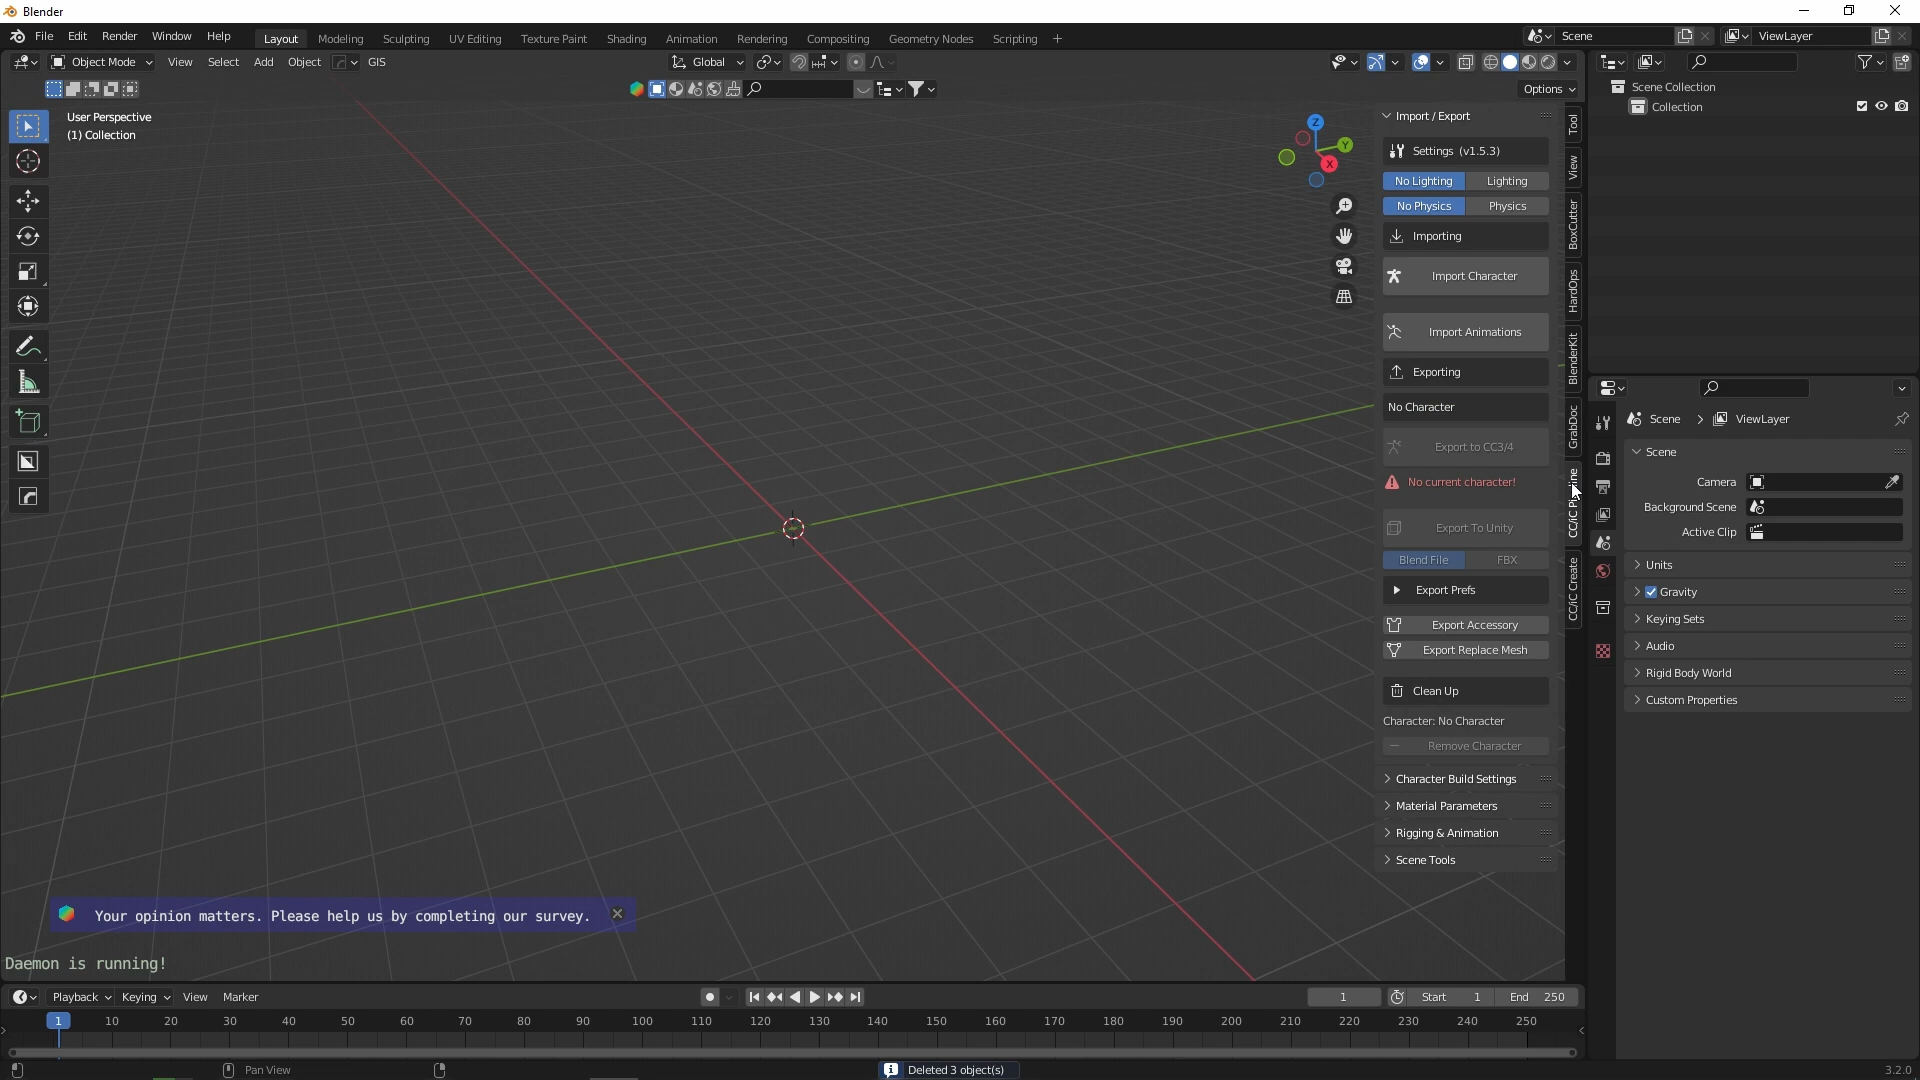 Blender
File Edit Render Window Help Layout Modeling Sculpting UV Editing Texture Paint Shading Animation Rendering Compositing Geometry Nodes Scripting + Scene ViewLayer
Object Mode View Select Add Object GIS Global
Options
User Perspective
(1) Collection
Z
Y
X
Import / Export
Settings (v1.5.3)
No Lighting Lighting
No Physics Physics
Importing
Import Character
Import Animations
Exporting
No Character
Export to CC3/4
No current character!
Export To Unity
Blend File FBX
Export Prefs
Export Accessory
Export Replace Mesh
Clean Up
Character: No Character
Remove Character
Character Build Settings
Material Parameters
Rigging & Animation
Scene Tools
Tool
View
BoxCutter
HardOps
BlenderKit
GrabDoc
CC/iC Create
Scene Collection
Collection
Scene > ViewLayer
Scene
Camera
Background Scene
Active Clip
Units
Gravity
Keying Sets
Audio
Rigid Body World
Custom Properties
Your opinion matters. Please help us by completing our survey.
Daemon is running!
Playback Keying View Marker 1 Start 1 End 250
1 10 20 30 40 50 60 70 80 90 100 110 120 130 140 150 160 170 180 190 200 210 220 230 240 250
Pan View Deleted 3 object(s) 3.2.0